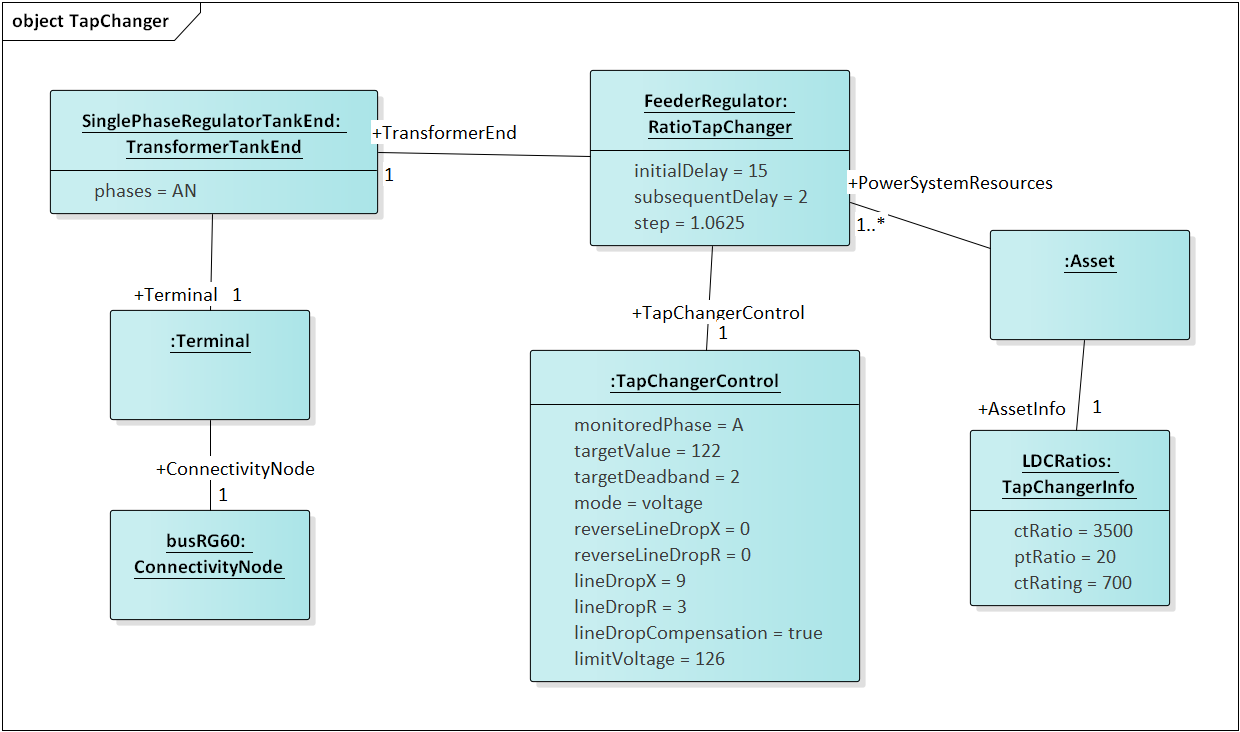 object TapChanger
SinglePhaseRegulatorTankEnd:
TransformerTankEnd
phases = AN
+TransformerEnd
1
FeederRegulator:
RatioTapChanger
initialDelay = 15
subsequentDelay = 2
step = 1.0625
+PowerSystemResources
1..*
:Asset
+Terminal 1
:Terminal
+TapChangerControl
1
:TapChangerControl
monitoredPhase = A
targetValue = 122
targetDeadband = 2
mode = voltage
reverseLineDropX = 0
reverseLineDropR = 0
lineDropX = 9
lineDropR = 3
lineDropCompensation = true
limitVoltage = 126
+AssetInfo 1
LDCRatios:
TapChangerInfo
ctRatio = 3500
ptRatio = 20
ctRating = 700
+ConnectivityNode
1
busRG60:
ConnectivityNode